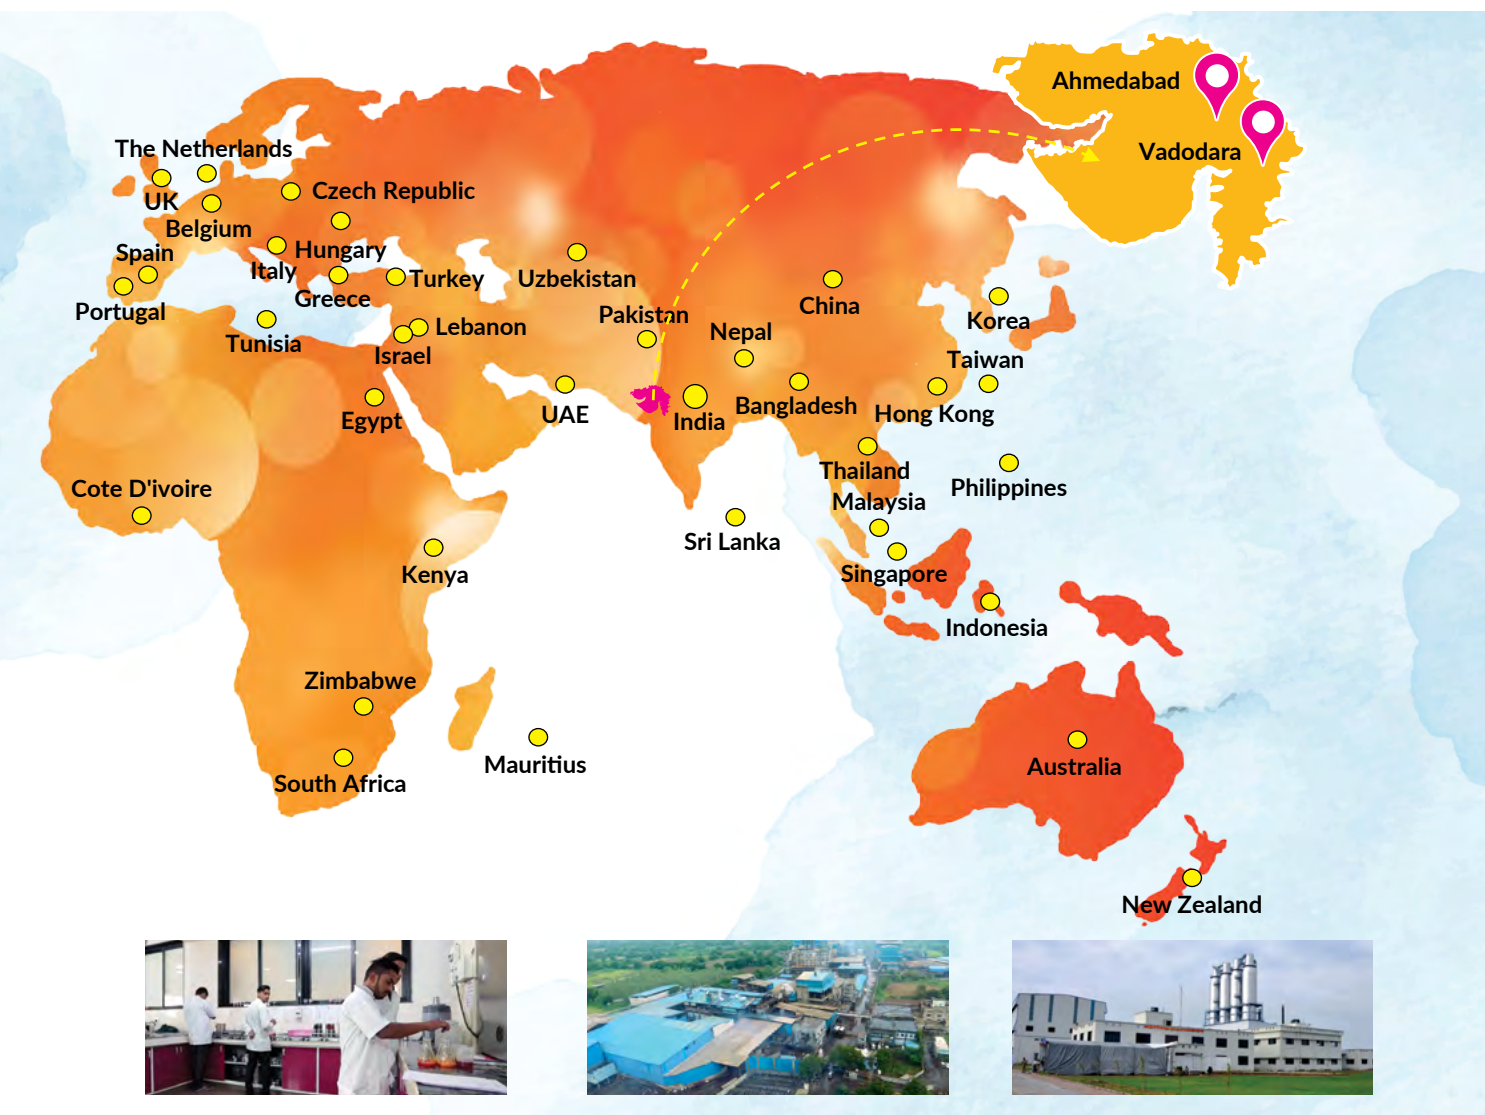 Ahmedabad
Vadodara
The Netherlands
UK
Czech Republic
Belgium
Spain
Hungary
Italy
Portugal
Greece
Turkey
Uzbekistan
China
Korea
Pakistan
Nepal
Taiwan
Tunisia
Lebanon
Israel
Egypt
UAE
India
Bangladesh
Hong Kong
Thailand
Malaysia
Philippines
Cote D'ivoire
Sri Lanka
Kenya
Singapore
Indonesia
Zimbabwe
Mauritius
South Africa
Australia
New Zealand